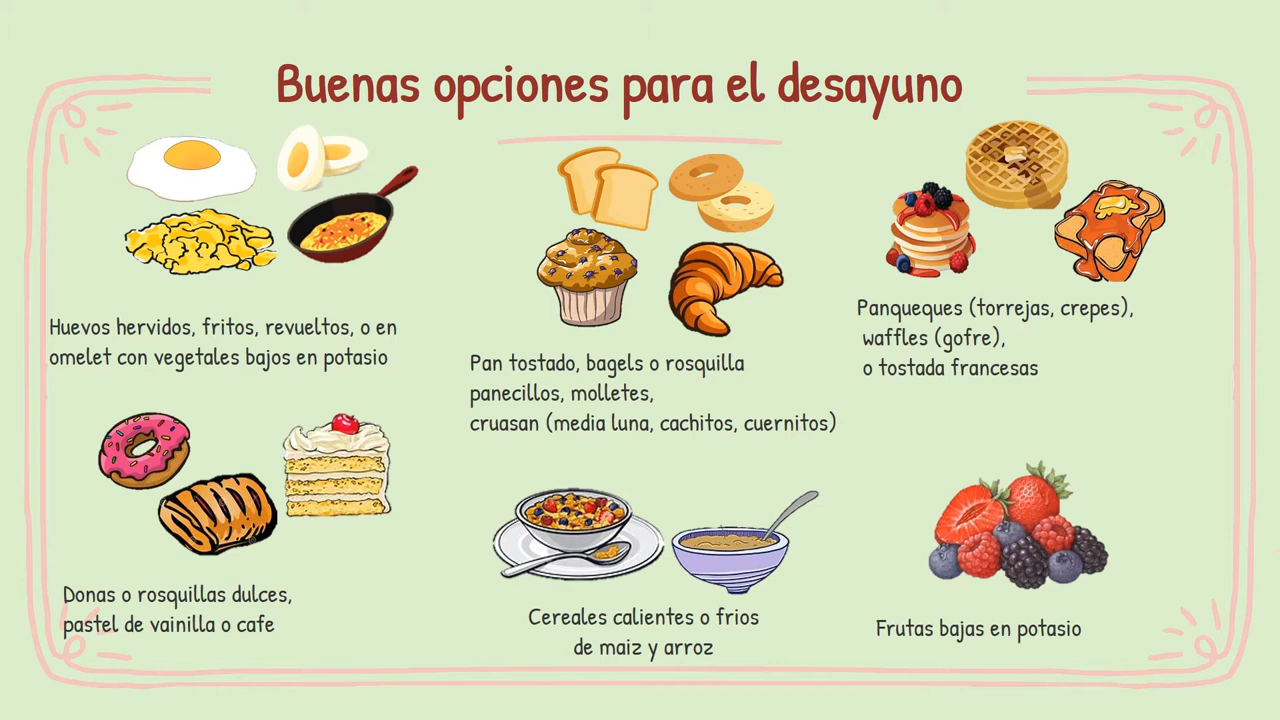 Buenas opciones para el desayuno
Huevos hervidos, fritos, revueltos, o en
omelet con vegetales bajos en potasio
Pan tostado, bagels o rosquilla
panecillos, molletes,
cruasan (media luna, cachitos, cuernitos)
Panqueques (torrejas, crepes),
waffles (gofre),
o tostada francesas
Donas o rosquillas dulces,
pastel de vainilla o cafe
Cereales calientes o frios
de maiz y arroz
Frutas bajas en potasio